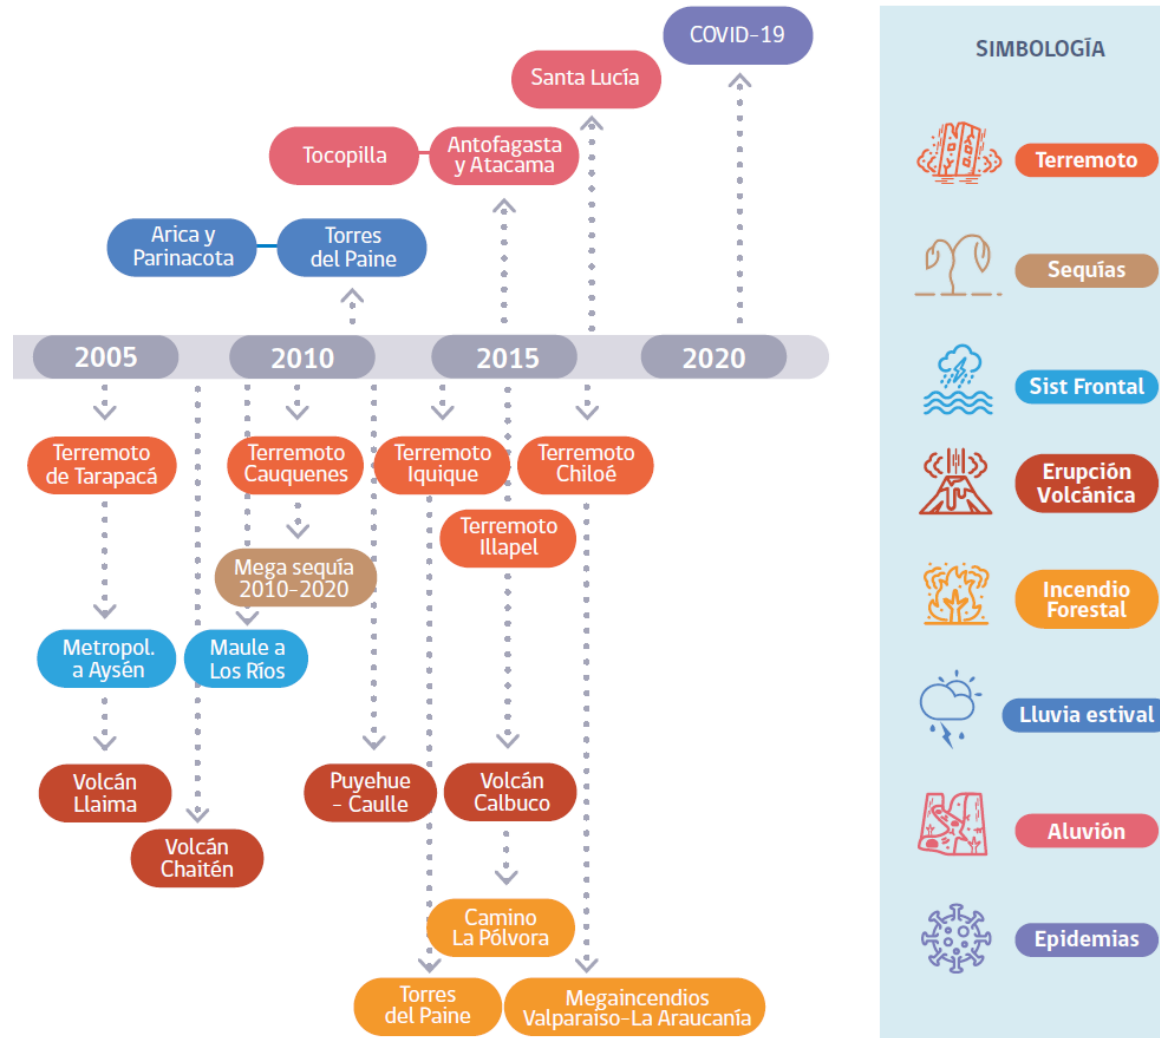 COVID-19
Santa Lucía
Tocopilla
Antofagasta
y Atacama
Arica y
Parinacota
Torres
del Paine
2005
2010
2015
2020
Terremoto
de Tarapacá
Terremoto
Cauquenes
Terremoto
Iquique
Terremoto
Chiloé
Terremoto
Illapel
Mega sequía
2010-2020
Metropol.
a Aysén
Maule a
Los Ríos
Volcán
Llaima
Puyehue
- Caulle
Volcán
Calbuco
Volcán
Chaitén
Camino
La Pólvora
Torres
del Paine
Megaincendios
Valparaíso-La Araucanía
SIMBOLOGÍA
Terremoto
Sequías
Sist Frontal
Erupción
Volcánica
Incendio
Forestal
Lluvia estival
Aluvión
Epidemias